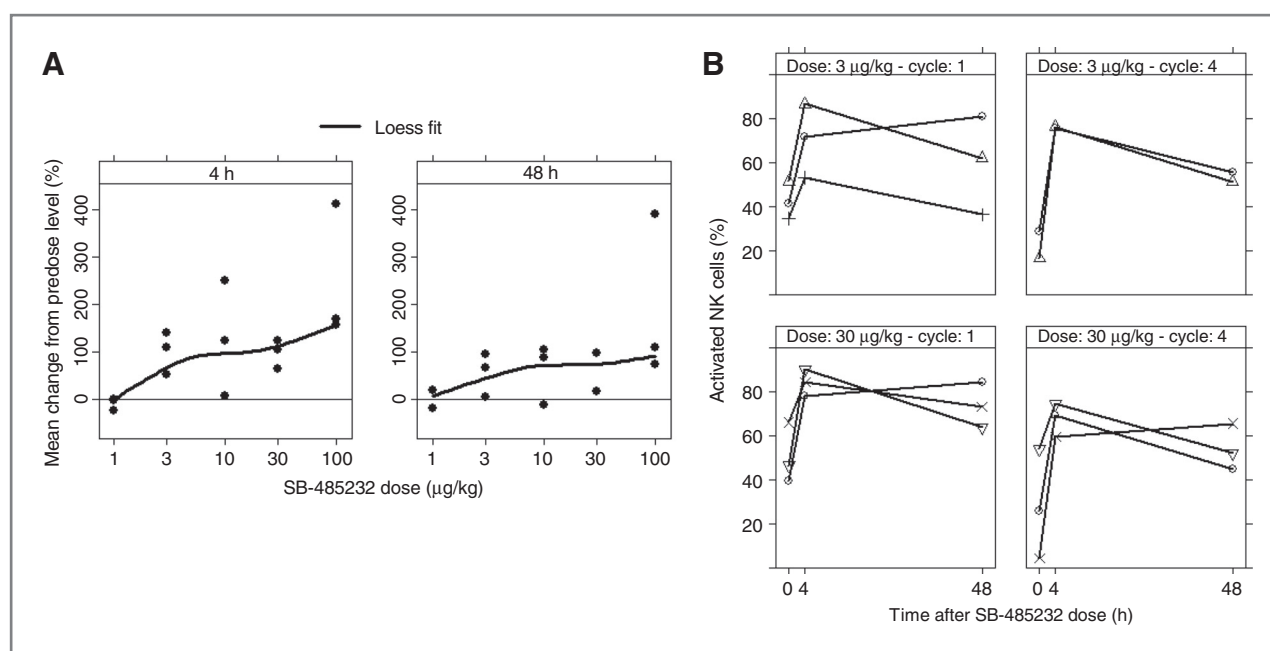 A
Loess fit
4 h
48 h
Mean change from predose level (%)
400
300
200
100
0
400
300
200
100
0
1 3 10 30 100
1 3 10 30 100
SB-485232 dose (μg/kg)
B
Dose: 3 μg/kg - cycle: 1
Dose: 3 μg/kg - cycle: 4
Activated NK cells (%)
80
60
40
20
Dose: 30 μg/kg - cycle: 1
Dose: 30 μg/kg - cycle: 4
80
60
40
20
0 4 48
0 4 48
Time after SB-485232 dose (h)